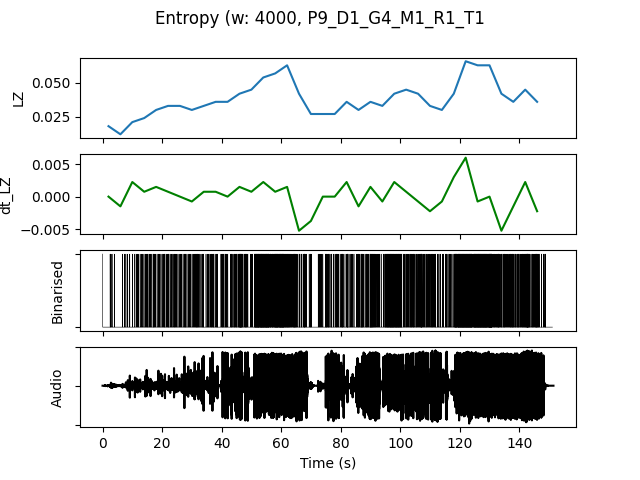 Entropy (w: 4000, P9_D1_G4_M1_R1_T1
LZ
0.050
0.025
dt_LZ
0.005
0.000
−0.005
Binarised
Audio
0 20 40 60 80 100 120 140
Time (s)